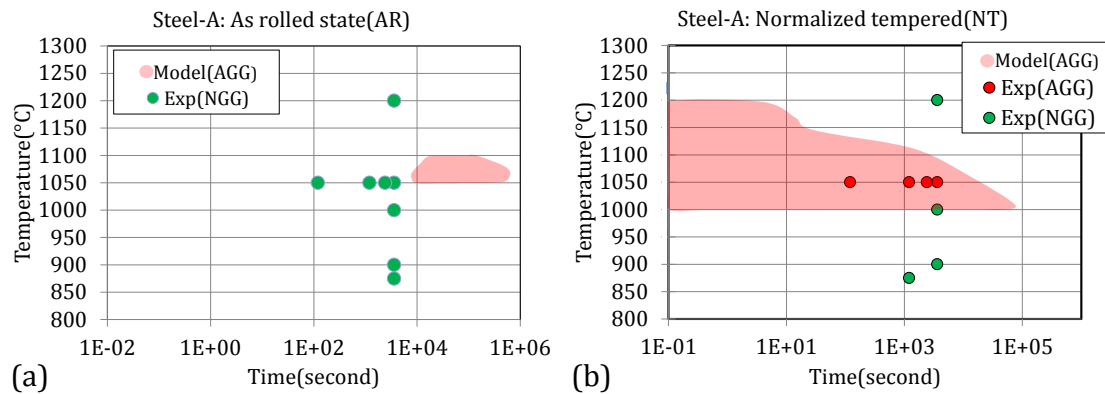 Steel-A: As rolled state(AR)
1300
1250
1200
1150
1100
1050
1000
950
900
850
800
Temperature(°C)
Model(AGG)
Exp(NGG)
1E-02
1E+00
1E+02
1E+04
1E+06
Time(second)
(a)
Steel-A: Normalized tempered(NT)
1300
1250
1200
1150
1100
1050
1000
950
900
850
800
Temperature(°C)
Model(AGG)
Exp(AGG)
Exp(NGG)
1E-01
1E+01
1E+03
1E+05
Time(second)
(b)